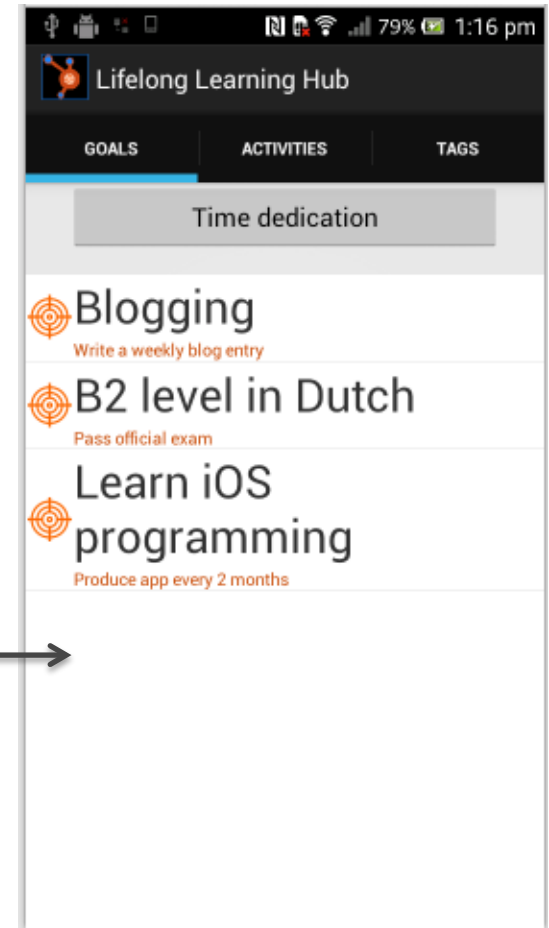 79% 1:16 pm
Lifelong Learning Hub
GOALS ACTIVITIES TAGS
Time dedication
Blogging
Write a weekly blog entry
B2 level in Dutch
Pass official exam
Learn iOS
programming
Produce app every 2 months